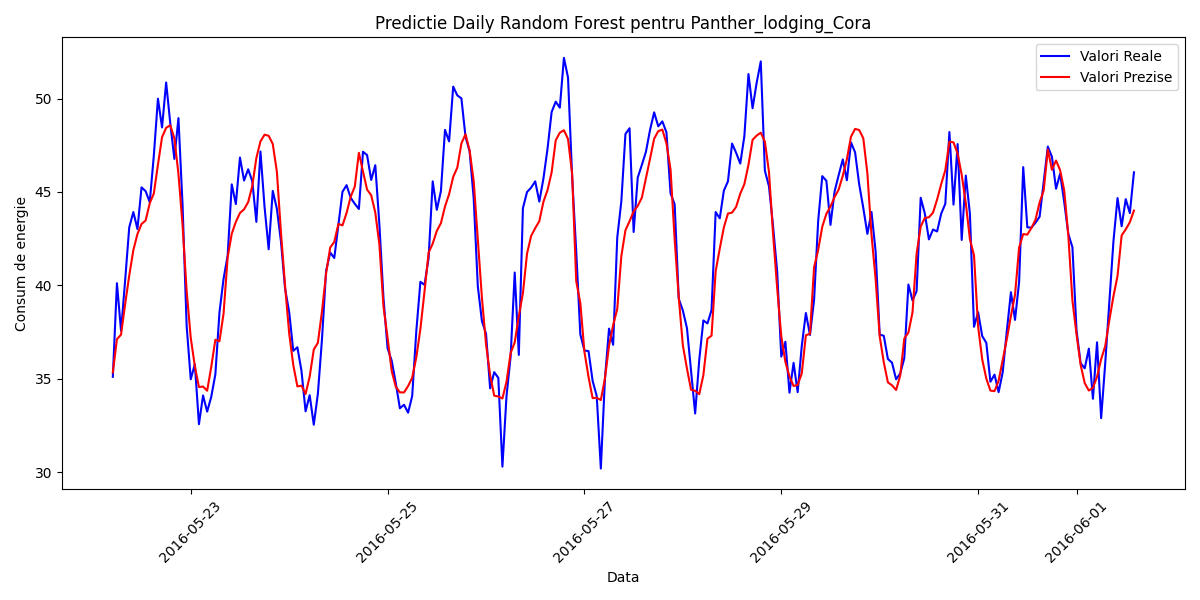 Predictie Daily Random Forest pentru Panther_lodging_Cora
Valori Reale
Valori Prezise
Consum de energie
50
45
40
35
30
2016-05-23
2016-05-25
2016-05-27
2016-05-29
2016-05-31
2016-06-01
Data